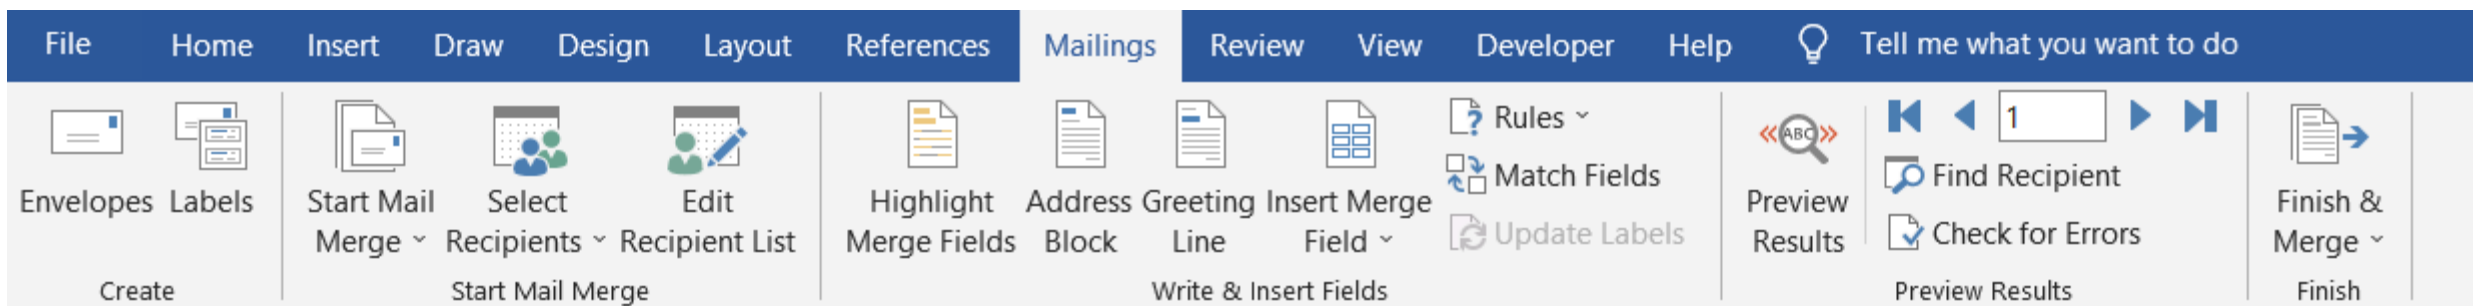 File Home Insert Draw Design Layout References Mailings Review View Developer Help Tell me what you want to do
Envelopes
Labels
Create
Start Mail
Merge
Select
Recipients
Edit
Recipient List
Start Mail Merge
Highlight
Merge Fields
Address
Block
Greeting
Line
Insert Merge
Field
Rules
Match Fields
Update Labels
Write & Insert Fields
«ABC»
Preview
Results
1
Find Recipient
Check for Errors
Preview Results
Finish &
Merge
Finish